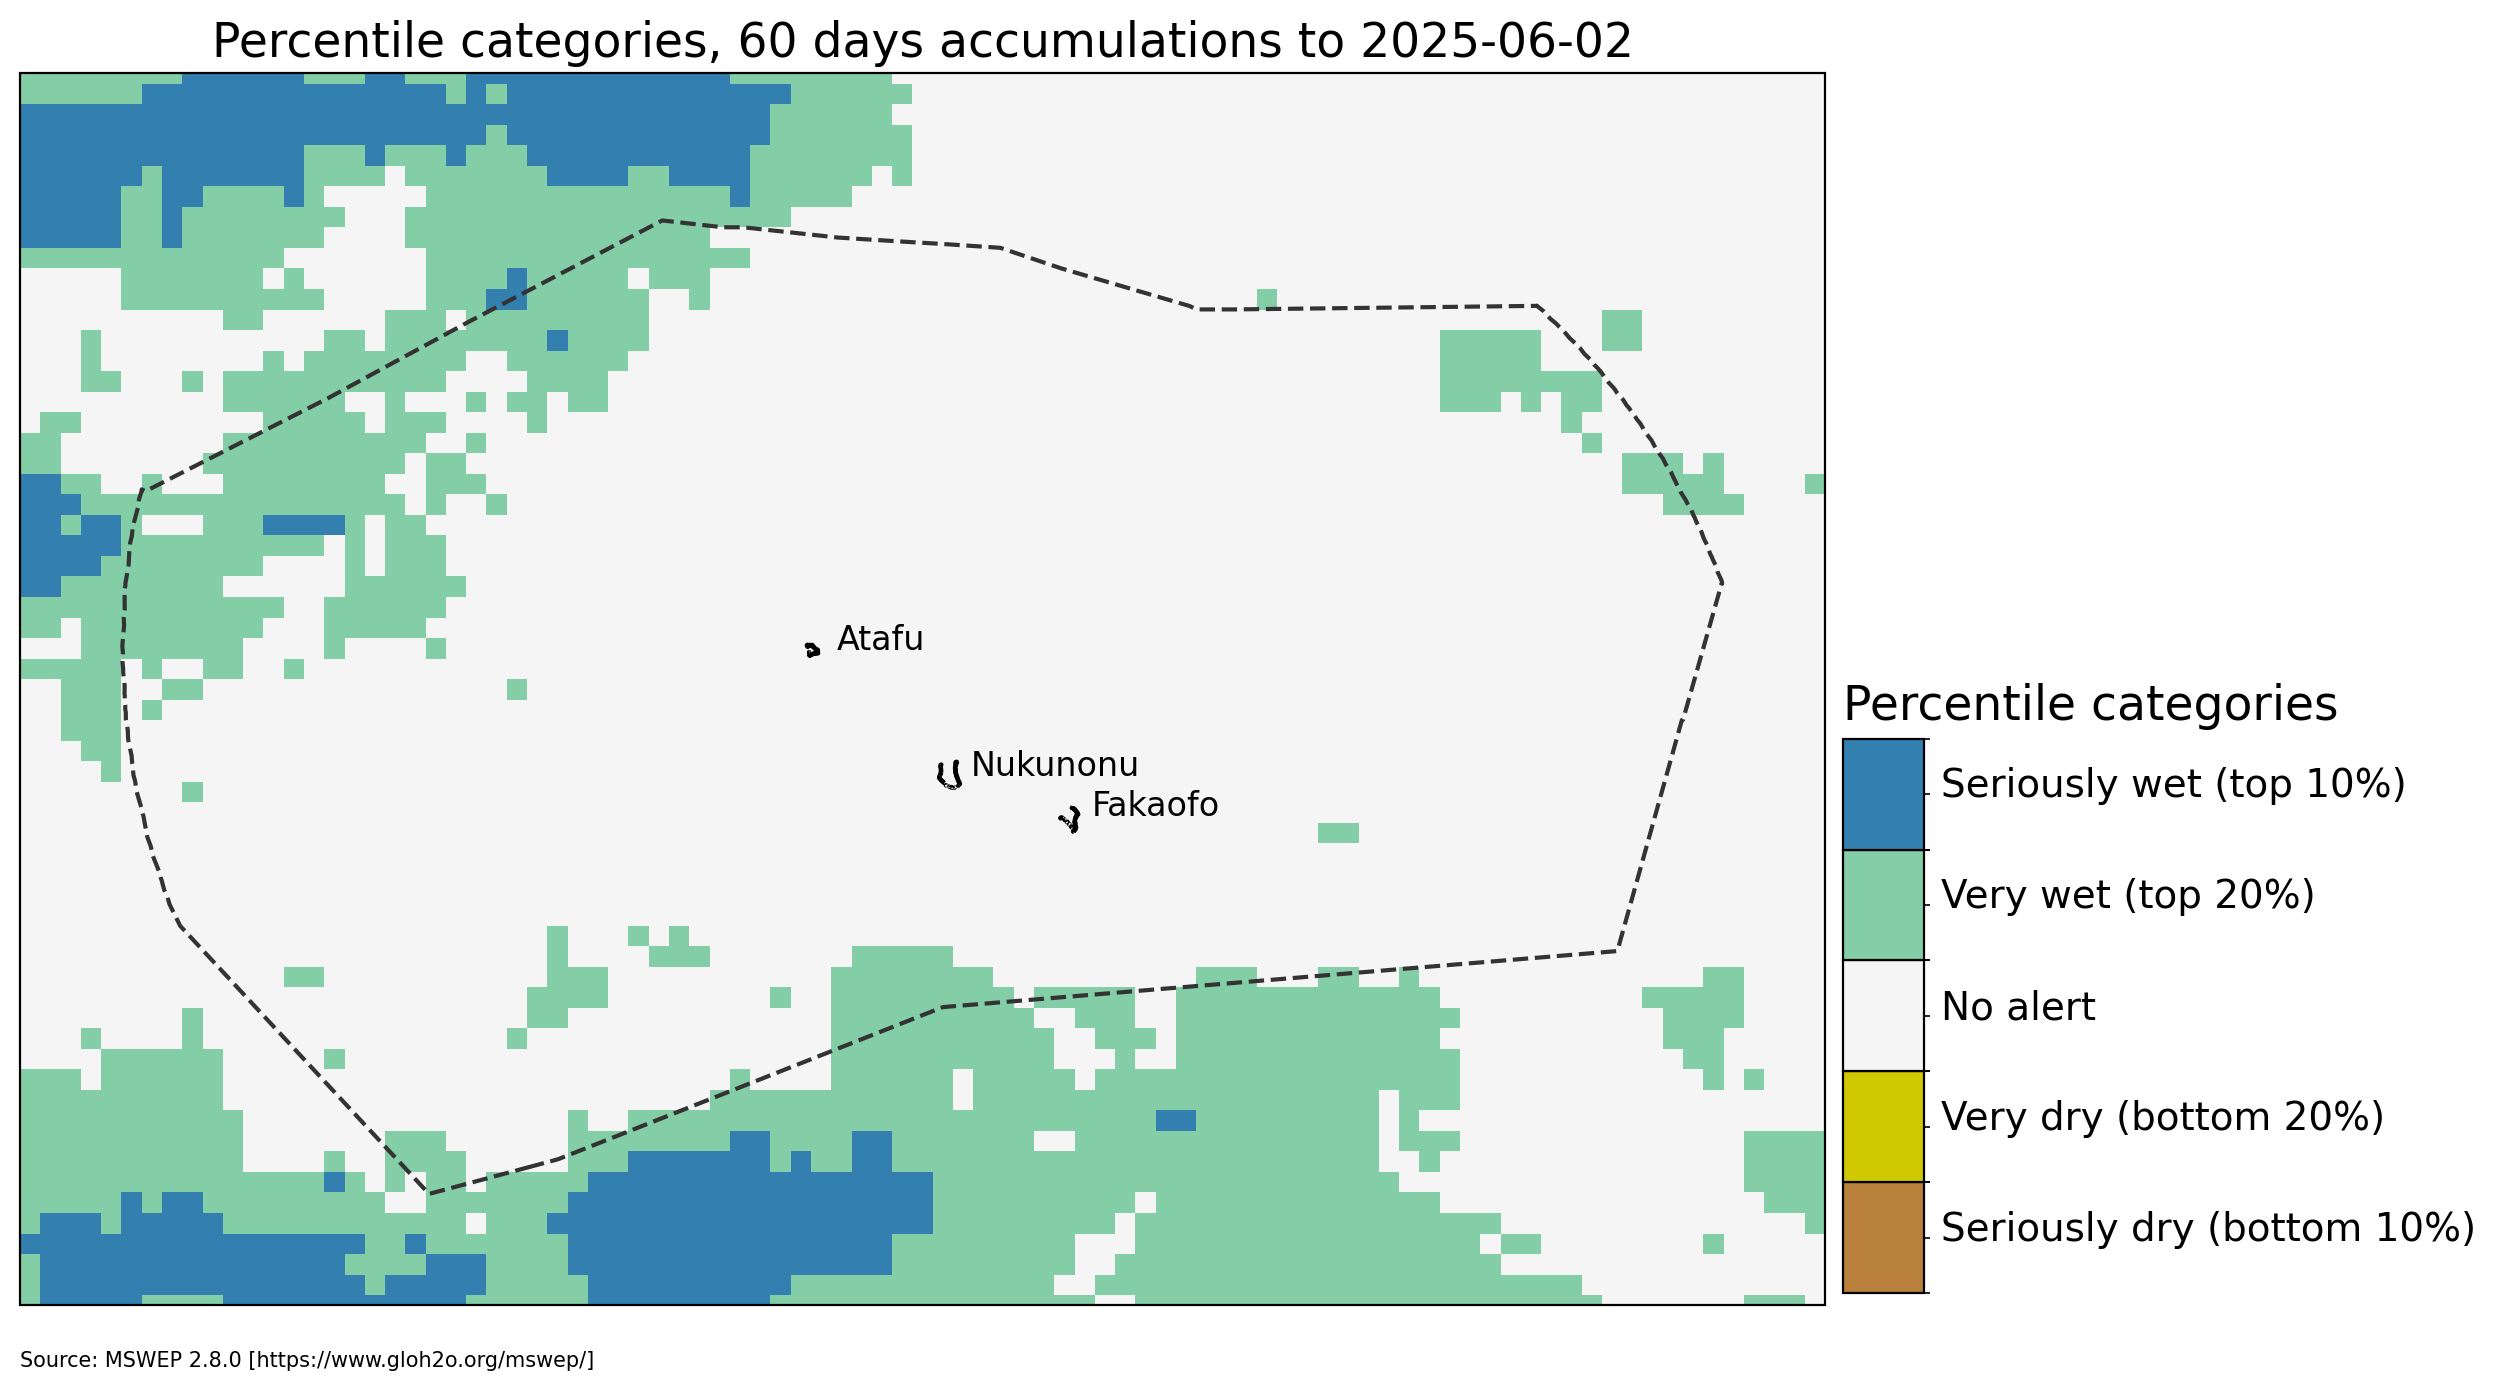 Percentile categories, 60 days accumulations to 2025-06-02
Atafu
Nukunonu
Fakaofo
Percentile categories
Seriously wet (top 10%)
Very wet (top 20%)
No alert
Very dry (bottom 20%)
Seriously dry (bottom 10%)
Source: MSWEP 2.8.0 [https://www.gloh2o.org/mswep/]